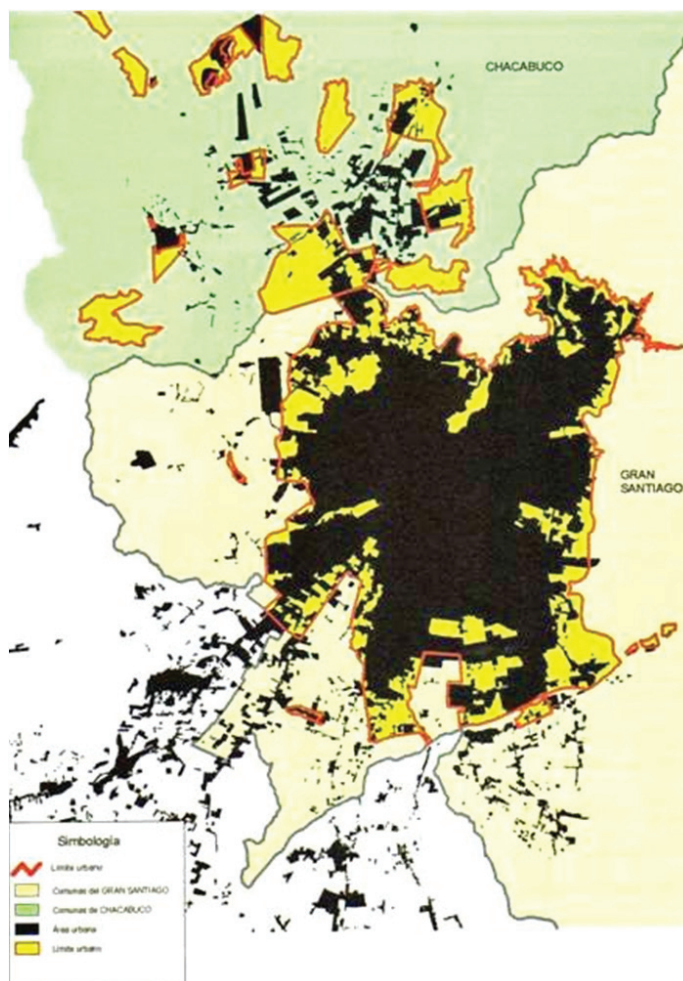 CHACABUCO
GRAN
SANTIAGO
Simbología
Límite urbano
Comunas del GRAN SANTIAGO
Comunas de CHACABUCO
Área urbana
Límite urbano